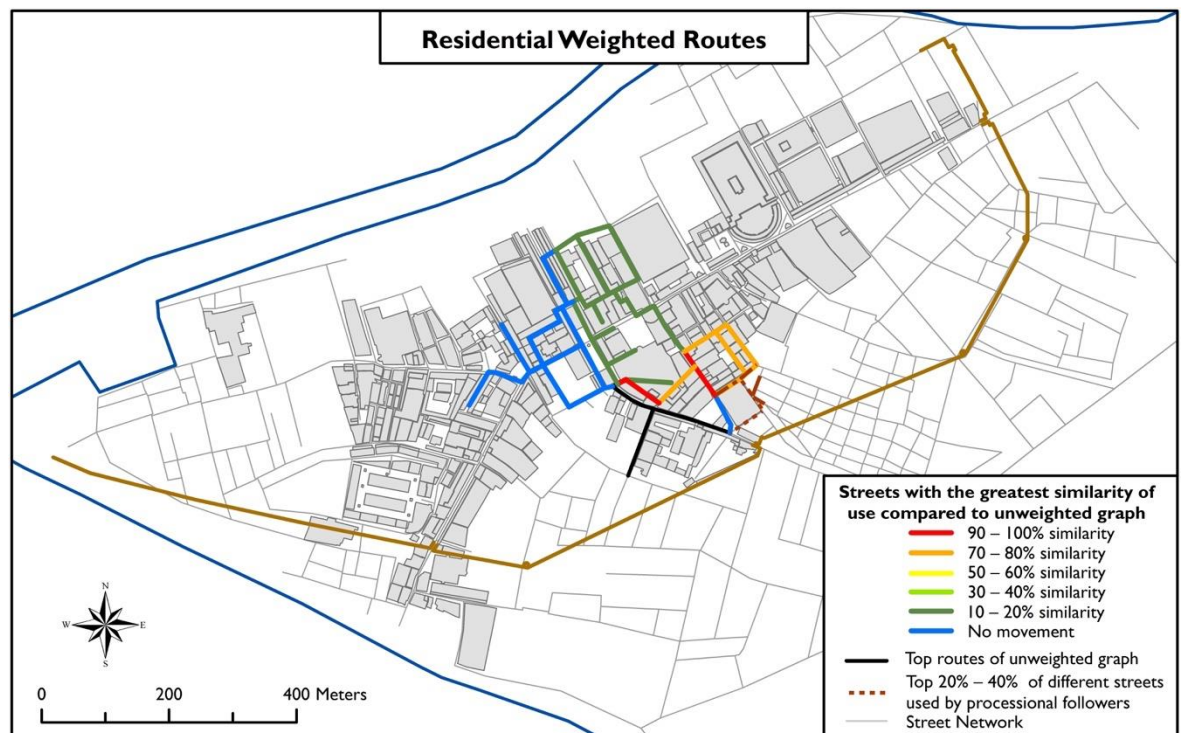 Residential Weighted Routes
N
W
E
S
0 200 400 Meters
Streets with the greatest similarity of
use compared to unweighted graph
90 – 100% similarity
70 – 80% similarity
50 – 60% similarity
30 – 40% similarity
10 – 20% similarity
No movement
Top routes of unweighted graph
Top 20% – 40% of different streets
used by processional followers
Street Network